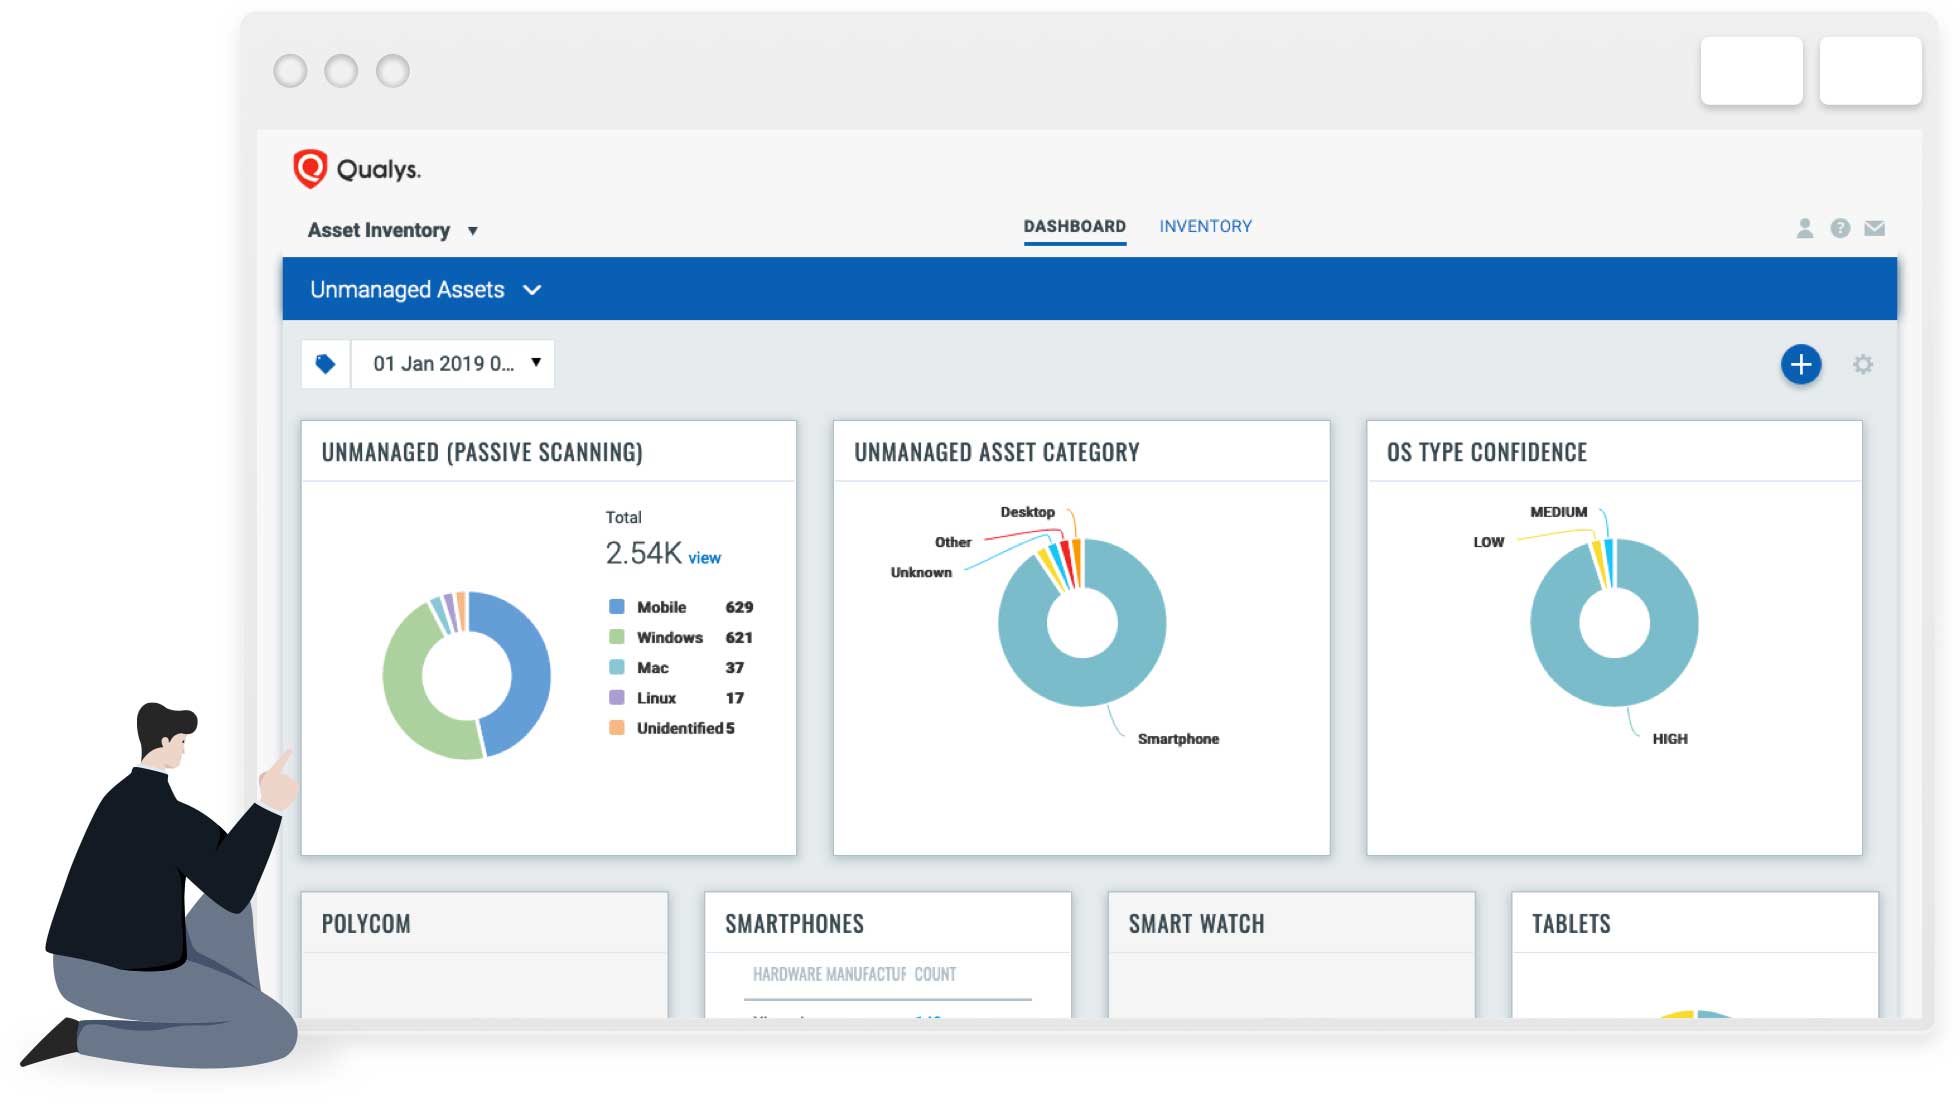 Qualys.
Asset Inventory
DASHBOARD INVENTORY
Unmanaged Assets
01 Jan 2019 0...
UNMANAGED (PASSIVE SCANNING)
Total
2.54K view
Mobile 629
Windows 621
Mac 37
Linux 17
Unidentified 5
UNMANAGED ASSET CATEGORY
Desktop
Other
Unknown
Smartphone
OS TYPE CONFIDENCE
MEDIUM
LOW
HIGH
POLYCOM
SMARTPHONES
HARDWARE MANUFACTUR COUNT
SMART WATCH
TABLETS